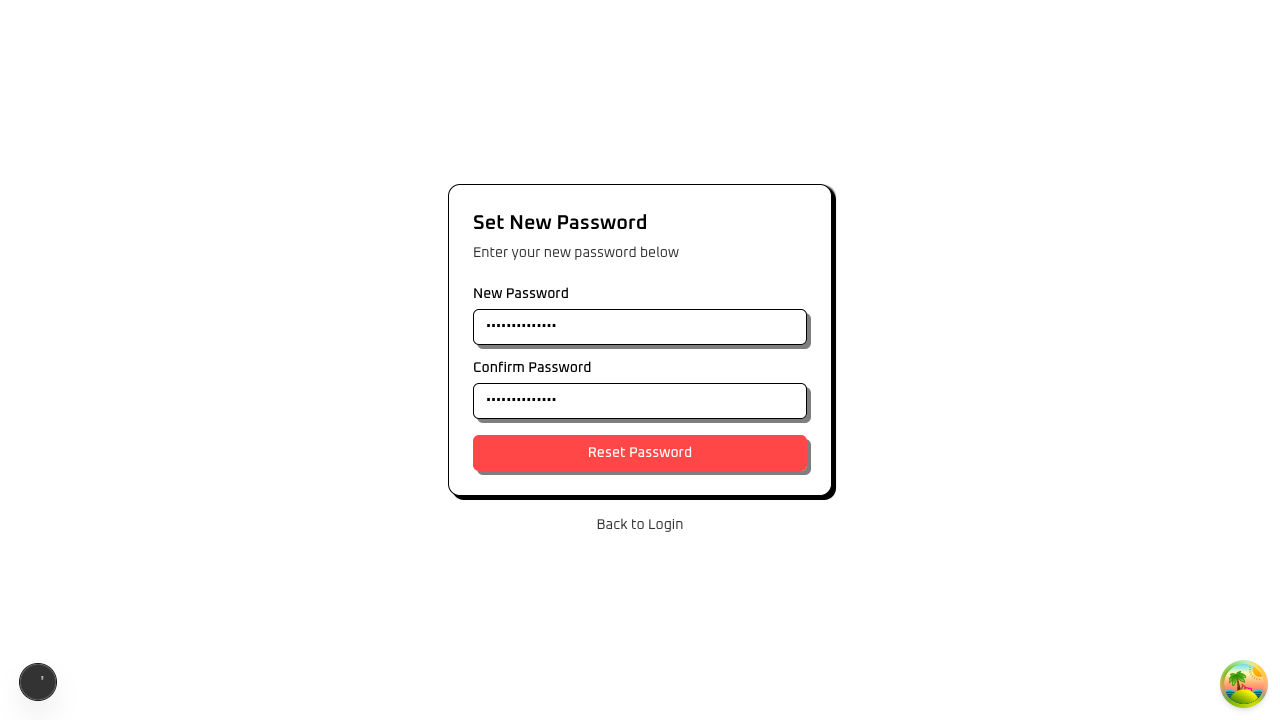 Set New Password
Enter your new password below
New Password
••••••••••••••
Confirm Password
••••••••••••••
Reset Password
Back to Login